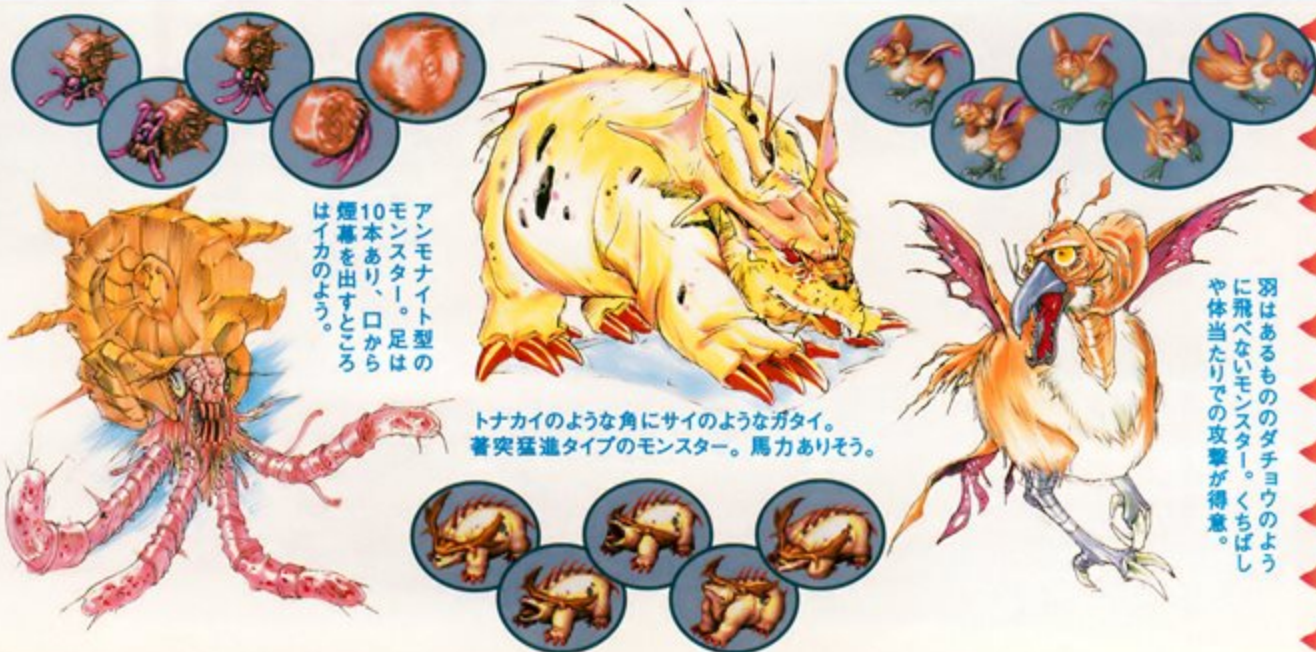 アンモナイト型の
モンスター。足は
10本あり、口から
煙幕を出すところ
はイカのよう。
トナカイのような角にサイのようなガタイ。
著突猛進タイプのモンスター。馬力ありそう。
羽はあるもののダチョウのよう
に飛べないモンスター。くちばし
や体当たりでの攻撃が得意。